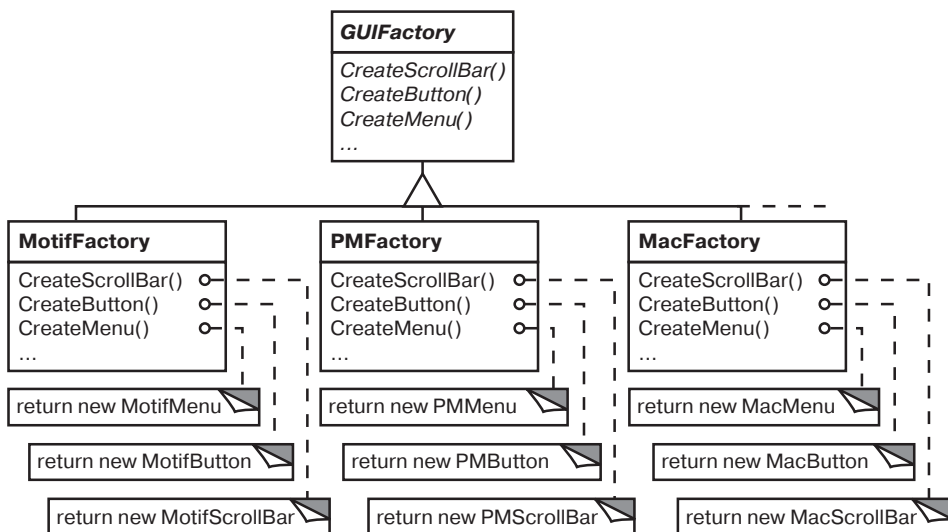 GUIFactory
CreateScrollBar()
CreateButton()
CreateMenu()
...
MotifFactory
CreateScrollBar()
CreateButton()
CreateMenu()
...
return new MotifMenu
return new MotifButton
return new MotifScrollBar
PMFactory
CreateScrollBar()
CreateButton()
CreateMenu()
...
return new PMMenu
return new PMButton
return new PMScrollBar
MacFactory
CreateScrollBar()
CreateButton()
CreateMenu()
...
return new MacMenu
return new MacButton
return new MacScrollBar